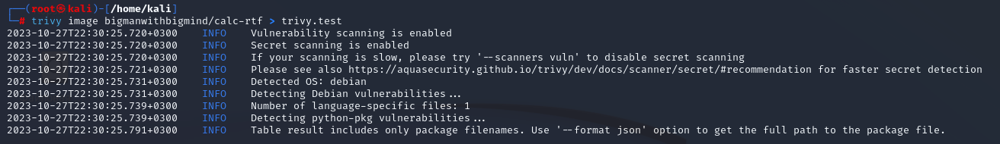 ┌──(root㉿kali)-[/home/kali]
└─# trivy image bigmanwithbigmind/calc-rtf > trivy.test
2023-10-27T22:30:25.720+0300    INFO    Vulnerability scanning is enabled
2023-10-27T22:30:25.720+0300    INFO    Secret scanning is enabled
2023-10-27T22:30:25.720+0300    INFO    If your scanning is slow, please try '--scanners vuln' to disable secret scanning
2023-10-27T22:30:25.721+0300    INFO    Please see also https://aquasecurity.github.io/trivy/dev/docs/scanner/secret/#recommendation for faster secret detection
2023-10-27T22:30:25.731+0300    INFO    Detected OS: debian
2023-10-27T22:30:25.731+0300    INFO    Detecting Debian vulnerabilities...
2023-10-27T22:30:25.739+0300    INFO    Number of language-specific files: 1
2023-10-27T22:30:25.739+0300    INFO    Detecting python-pkg vulnerabilities...
2023-10-27T22:30:25.791+0300    INFO    Table result includes only package filenames. Use '--format json' option to get the full path to the package file.